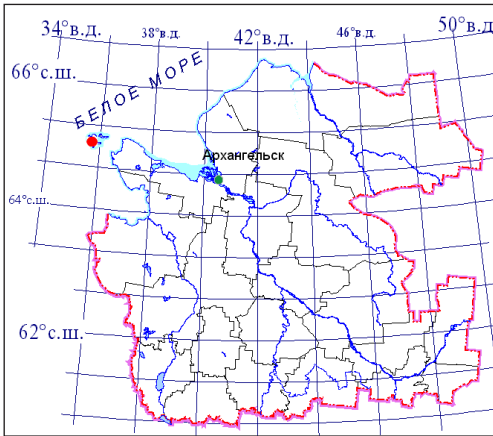 34°в.д.
38°в.д.
42°в.д.
46°в.д.
50°в.д.
66°с.ш.
БЕЛОЕ МОРЕ
Архангельск
64°с.ш.
62°с.ш.